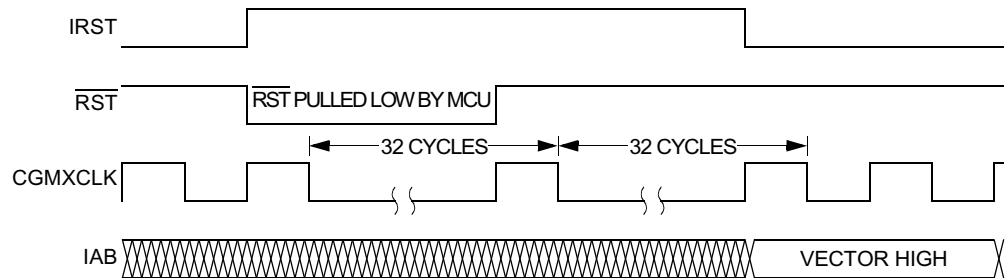 IRST
RST
RST PULLED LOW BY MCU
32 CYCLES
32 CYCLES
CGMXCLK
IAB
VECTOR HIGH